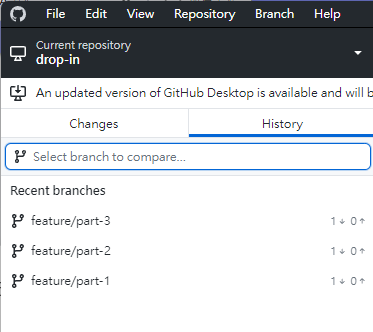 File Edit View Repository Branch Help
Current repository
drop-in
An updated version of GitHub Desktop is available and will b
Changes History
Select branch to compare...
Recent branches
feature/part-3 1↓ 0↑
feature/part-2 1↓ 0↑
feature/part-1 1↓ 0↑